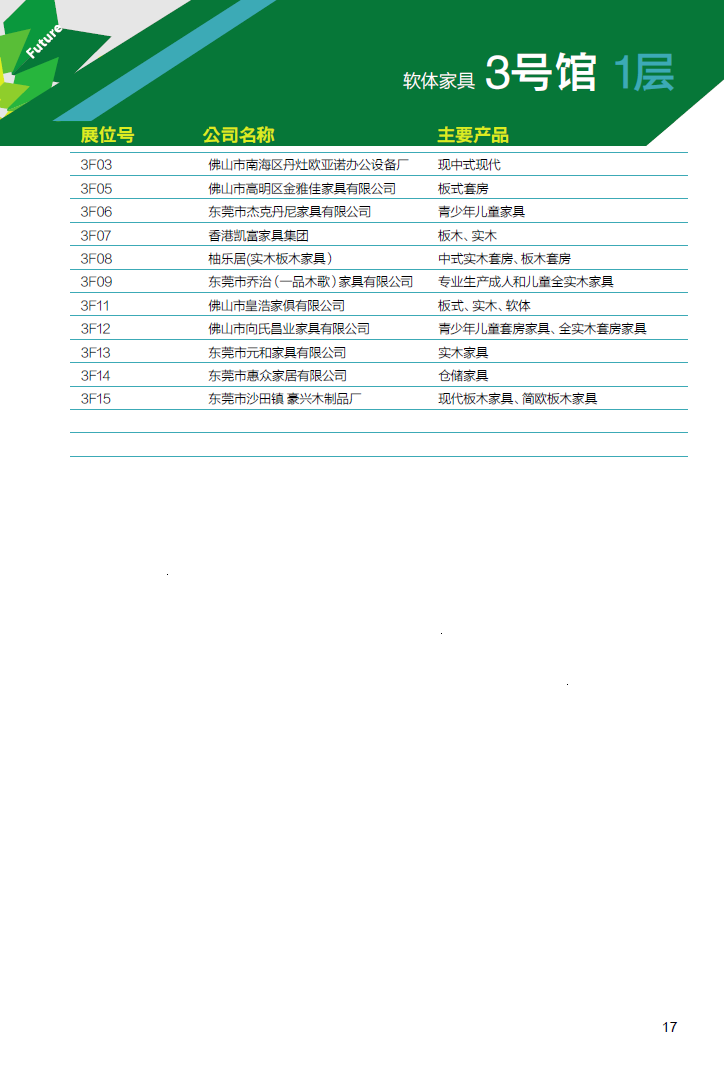 Future
软体家具 3号馆 1层
展位号 公司名称 主要产品
3F03 佛山市南海区丹灶欧亚诺办公设备厂 现中式现代
3F05 佛山市高明区金雅佳家具有限公司 板式套房
3F06 东莞市杰克丹尼家具有限公司 青少年儿童家具
3F07 香港凯富家具集团 板木、实木
3F08 柚乐居(实木板木家具） 中式实木套房、板木套房
3F09 东莞市乔治（一品木歌）家具有限公司 专业生产成人和儿童全实木家具
3F11 佛山市皇浩家俱有限公司 板式、实木、软体
3F12 佛山市向氏昌业家具有限公司 青少年儿童套房家具、全实木套房家具
3F13 东莞市元和家具有限公司 实木家具
3F14 东莞市惠众家居有限公司 仓储家具
3F15 东莞市沙田镇 豪兴木制品厂 现代板木家具、简欧板木家具
17